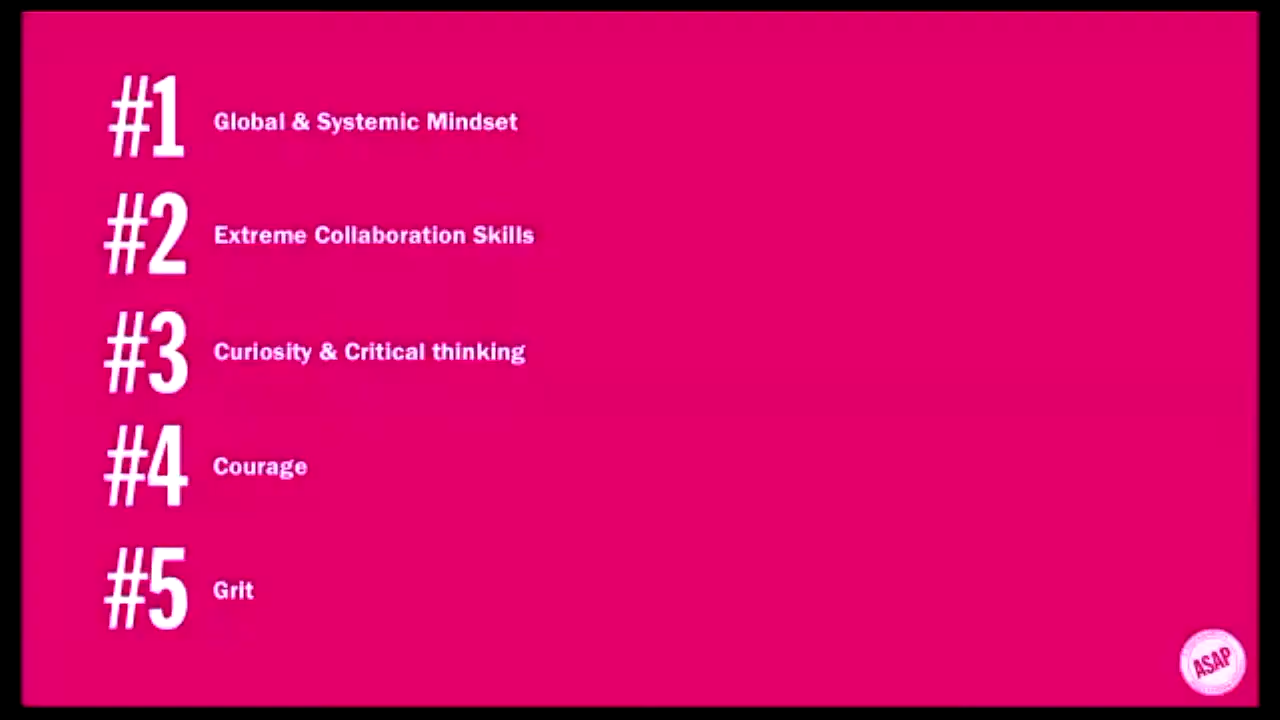 #1 Global & Systemic Mindset
#2 Extreme Collaboration Skills
#3 Curiosity & Critical thinking
#4 Courage
#5 Grit
ASAP